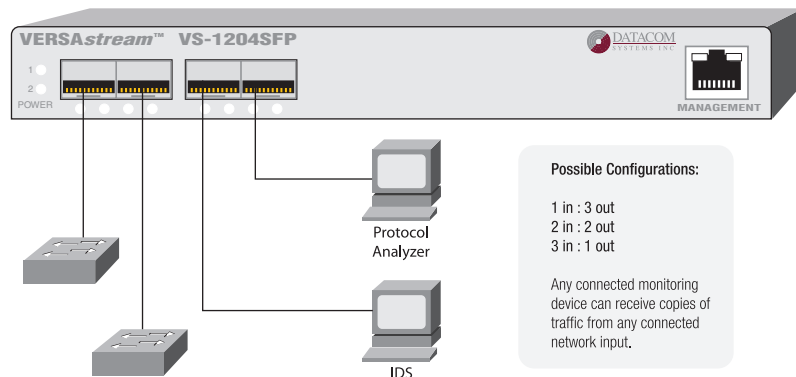 VERSAstream™ VS-1204SFP
DATACOM
SYSTEMS INC
1
2
POWER
MANAGEMENT
Protocol
Analyzer
IDS
Possible Configurations:
1 in : 3 out
2 in : 2 out
3 in : 1 out
Any connected monitoring
device can receive copies of
traffic from any connected
network input.